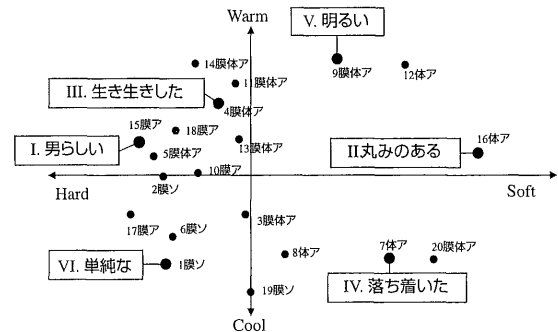 Warm
V. 明るい
14膜体ア
9膜体ア
12体ア
11膜体ア
III. 生き生きした
4膜体ア
15膜ア
18膜ア
I. 男らしい
13膜体ア
16体ア
5膜体ア
II.丸みのある
10膜ア
2膜ソ
Hard
Soft
17膜ア
6膜ソ
3膜体ア
VI. 単純な
1膜ソ
8体ア
7体ア
20膜体ア
IV. 落ち着いた
19膜ソ
Cool